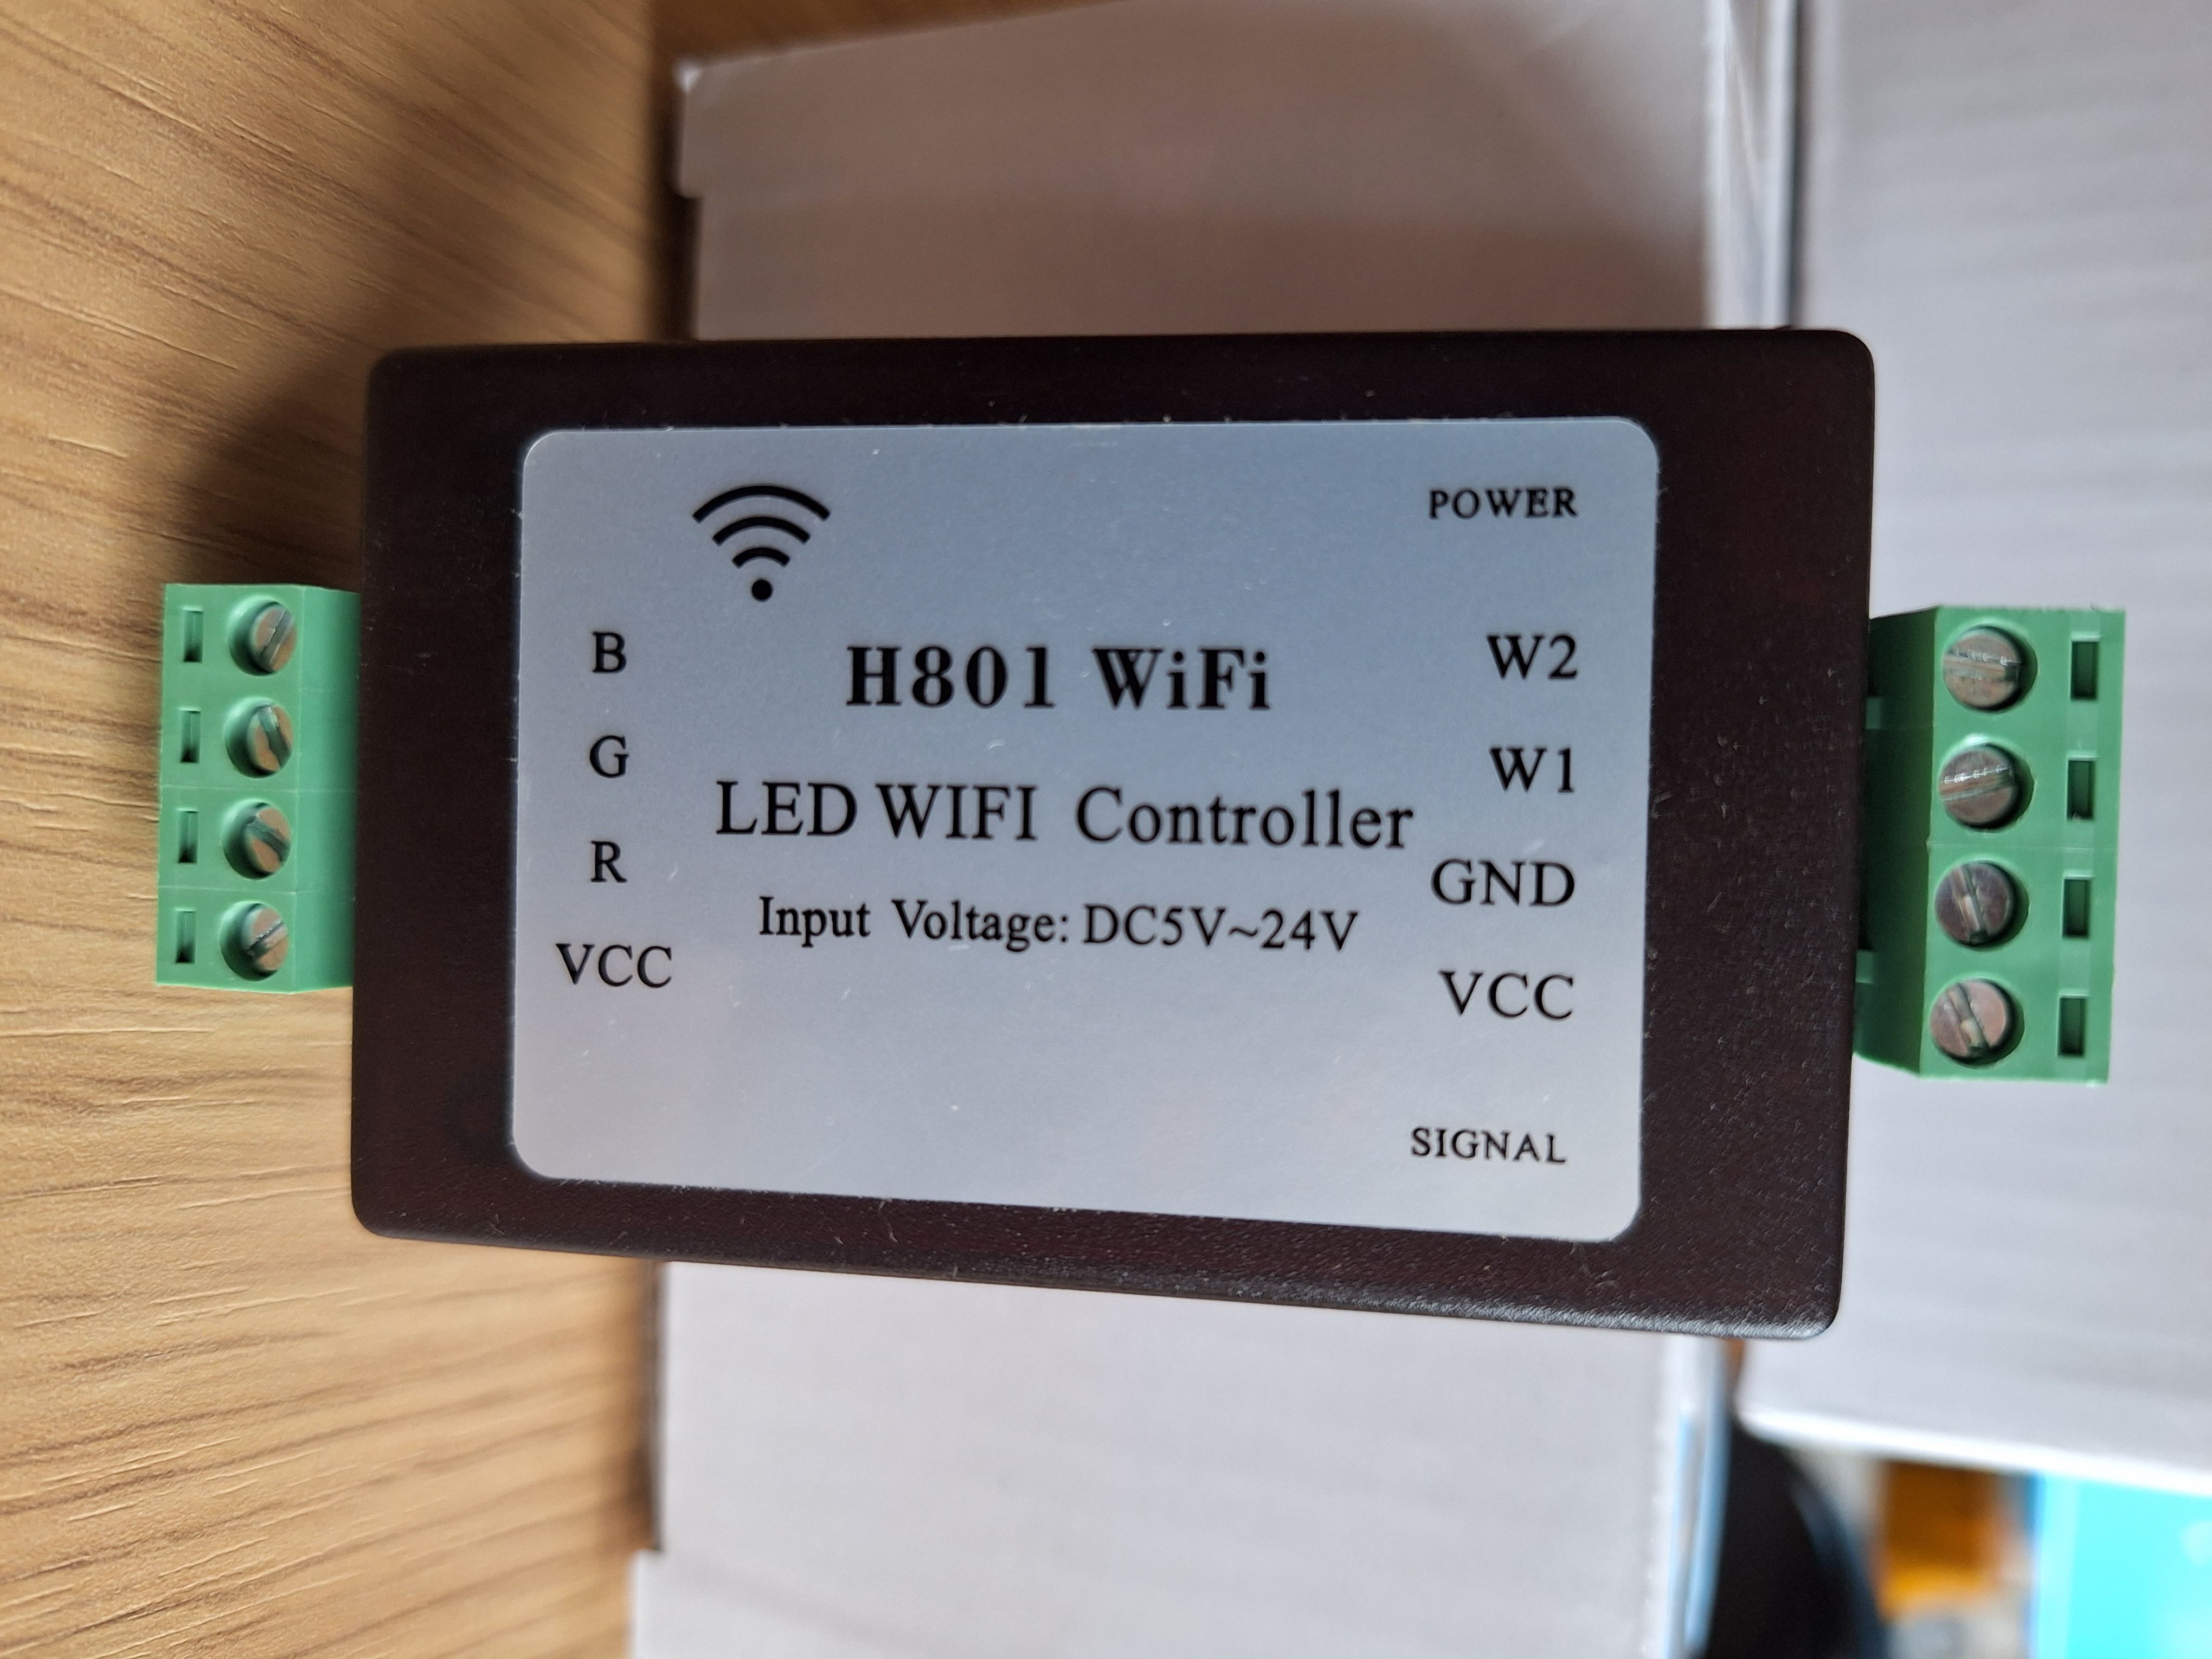 POWER
B
H801 WiFi
W2
G
LED WIFI Controller
W1
R
Input Voltage: DC5V~24V
GND
VCC
VCC
SIGNAL